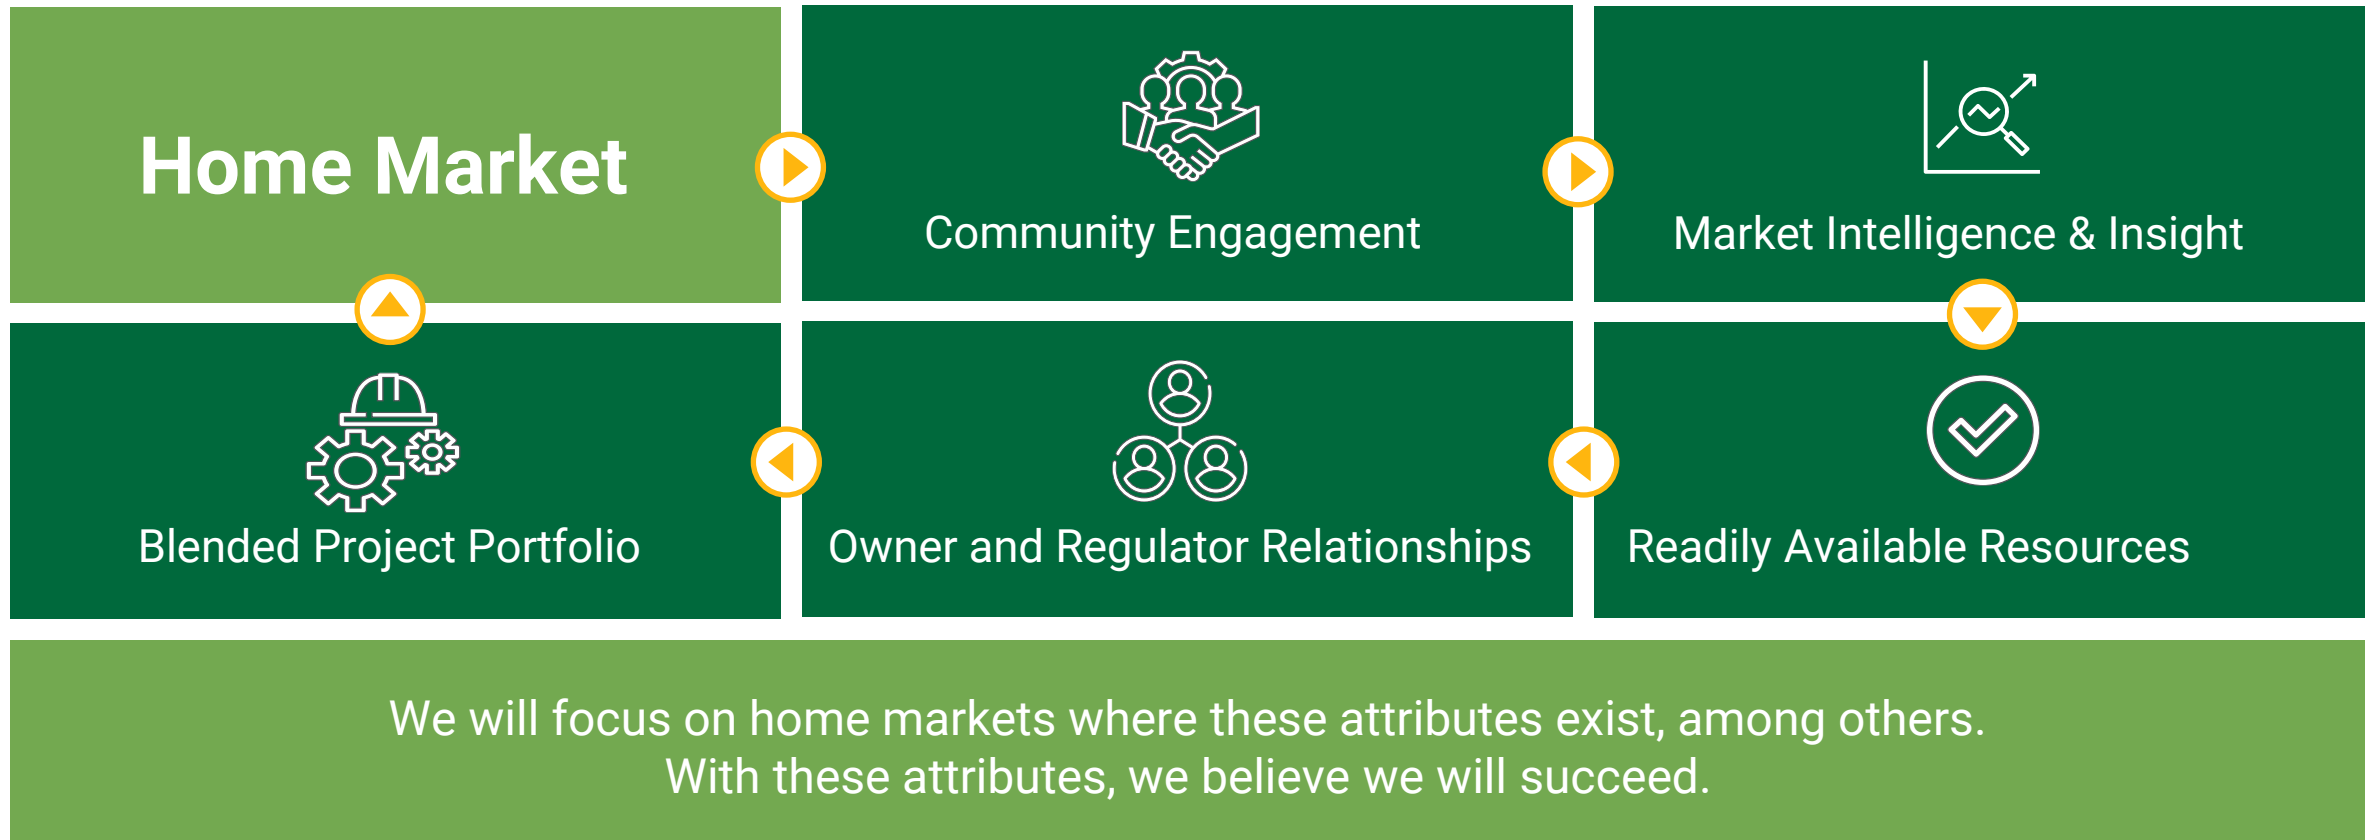 Home Market
Community Engagement
Market Intelligence & Insight
Blended Project Portfolio
Owner and Regulator Relationships
Readily Available Resources
We will focus on home markets where these attributes exist, among others.
With these attributes, we believe we will succeed.